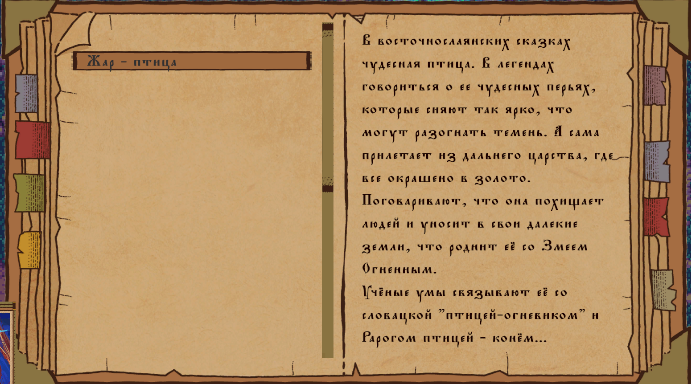 Жар - птица
В восточнославянских сказках
чудесная птица. В легендах
говориться о ее чудесных перьях,
которые сияют так ярко, что
могут разогнать темень. А сама
прилетает из дальнего царства, где
все окрашено в золото.
Поговаривают, что она похищает
людей и уносит в свои далекие
земли, что роднит её со Змеем
Огненным.
Учёные умы связывают её со
словацкой "птицей-огневиком" и
Рарогом птицей - конём...